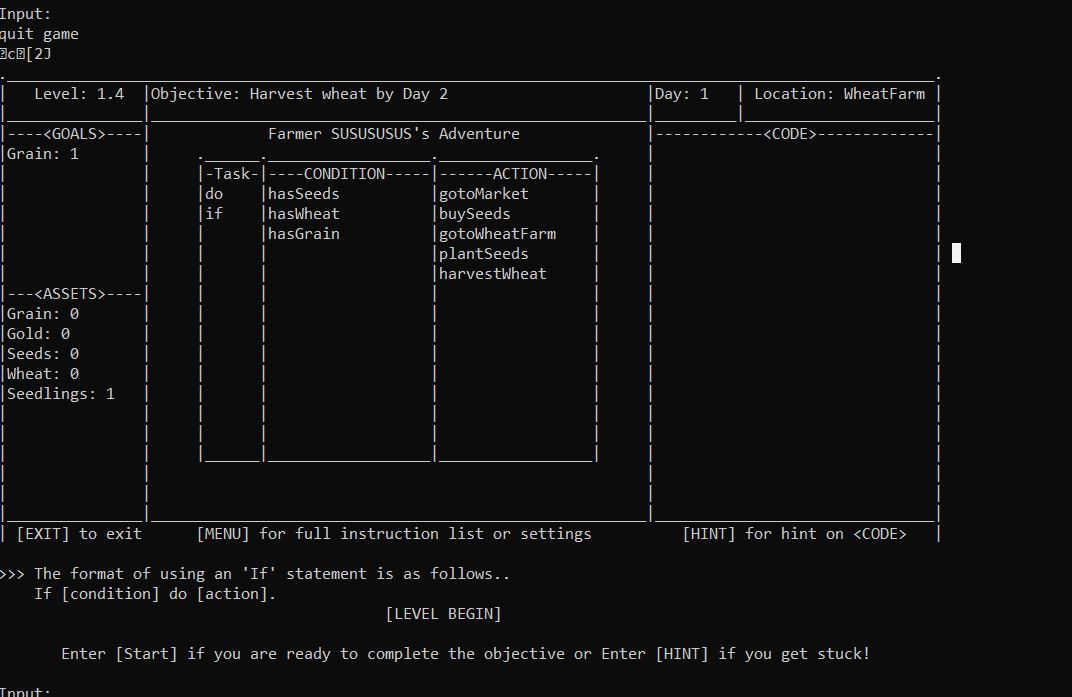 Input:
quit game
c[2J
Level: 1.4 |Objective: Harvest wheat by Day 2 |Day: 1 | Location: WheatFarm
----<GOALS>---- Farmer SUSUSUSUS's Adventure ------------<CODE>-------------
Grain: 1
-Task-|----CONDITION-----|------ACTION-----
do |hasSeeds |gotoMarket
if |hasWheat |buySeeds
hasGrain |gotoWheatFarm
plantSeeds
harvestWheat
---<ASSETS>----
Grain: 0
Gold: 0
Seeds: 0
Wheat: 0
Seedlings: 1
[EXIT] to exit [MENU] for full instruction list or settings [HINT] for hint on <CODE>
>>> The format of using an 'If' statement is as follows..
If [condition] do [action].
[LEVEL BEGIN]
Enter [Start] if you are ready to complete the objective or Enter [HINT] if you get stuck!
Input: